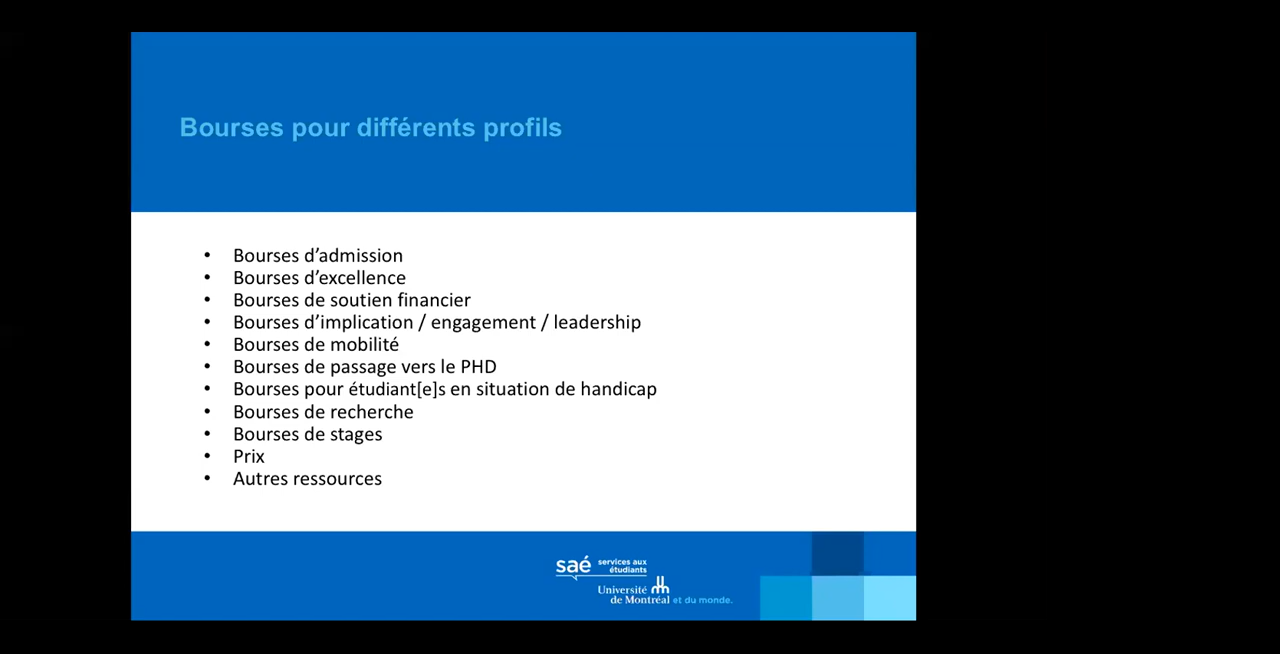 Bourses pour différents profils
• Bourses d’admission
• Bourses d’excellence
• Bourses de soutien financier
• Bourses d’implication / engagement / leadership
• Bourses de mobilité
• Bourses de passage vers le PHD
• Bourses pour étudiant[e]s en situation de handicap
• Bourses de recherche
• Bourses de stages
• Prix
• Autres ressources
saé services aux
étudiants
Université
de Montréal et du monde.